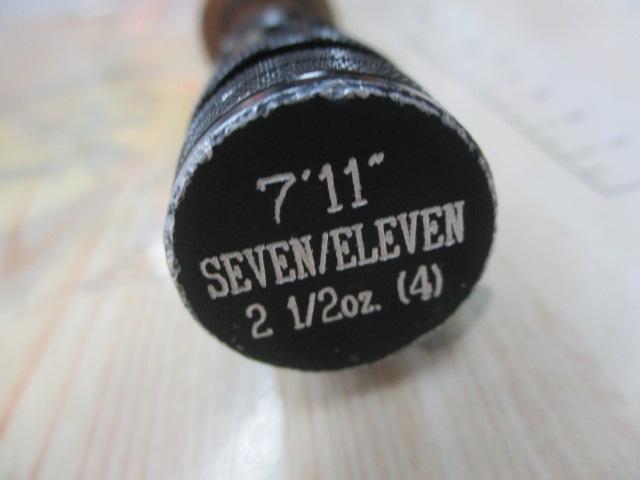 7'11"
SEVEN/ELEVEN
2 1/2oz. (4)